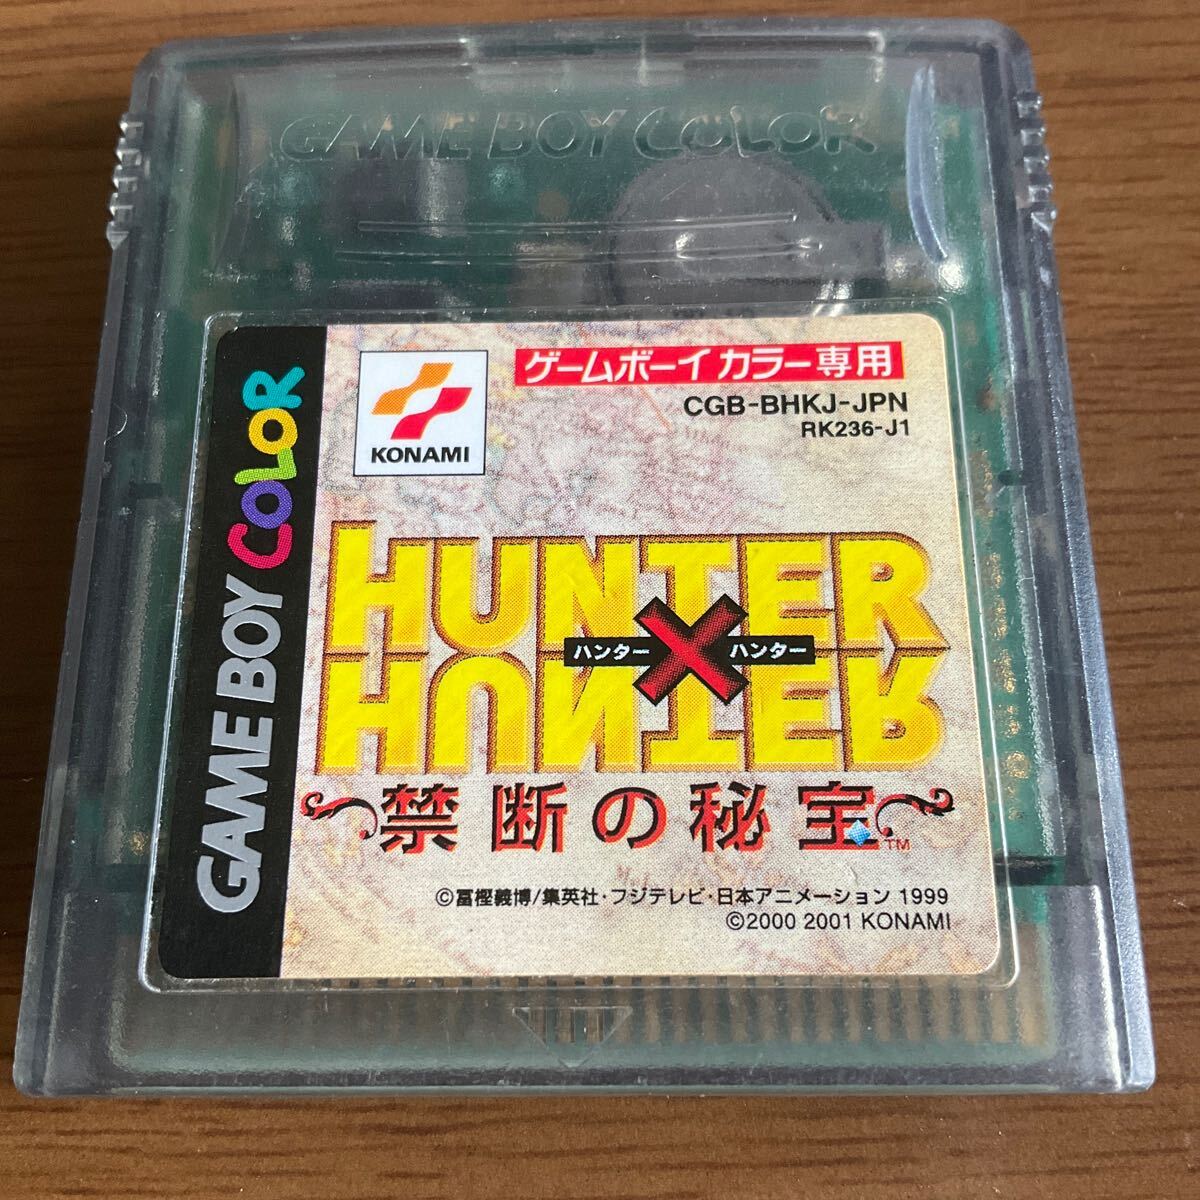 GAME BOY COLOR
GAME BOY COLOR
KONAMI
ゲームボーイカラー専用
CGB-BHKJ-JPN
RK236-J1
HUNTER
ハンター×ハンター
HUNTER
～禁断の秘宝～™
©冨樫義博/集英社・フジテレビ・日本アニメーション 1999
©2000 2001 KONAMI